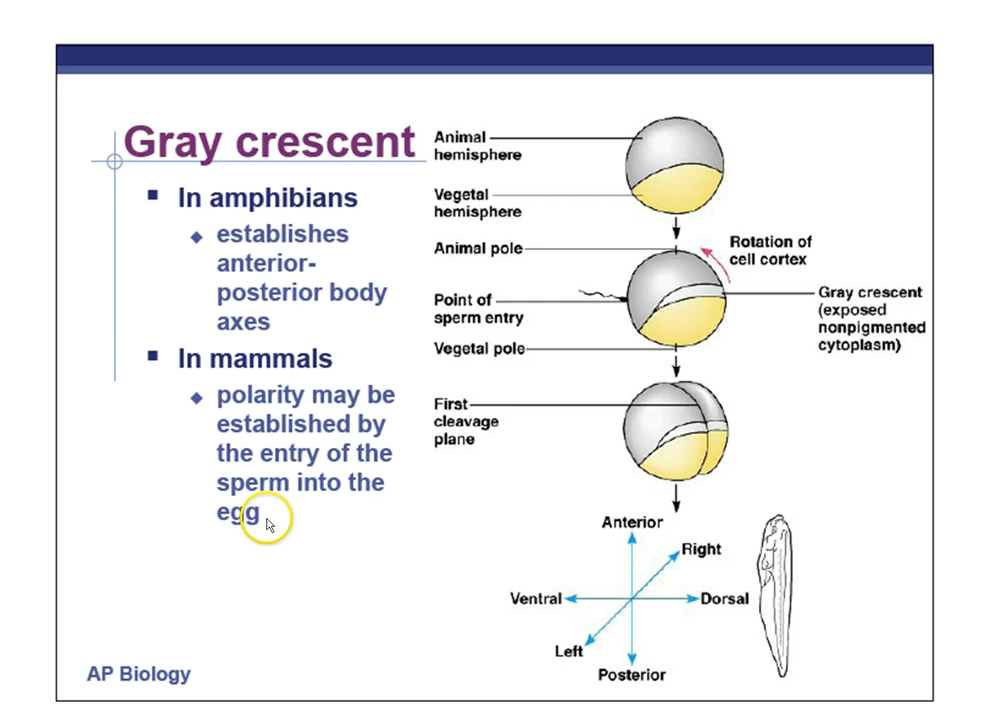 Gray crescent
In amphibians
establishes
anterior-
posterior body
axes
In mammals
polarity may be
established by
the entry of the
sperm into the
egg
Animal
hemisphere
Vegetal
hemisphere
Animal pole
Rotation of
cell cortex
Point of
sperm entry
Gray crescent
(exposed
nonpigmented
cytoplasm)
Vegetal pole
First
cleavage
plane
Anterior
Right
Ventral
Dorsal
Left
Posterior
AP Biology